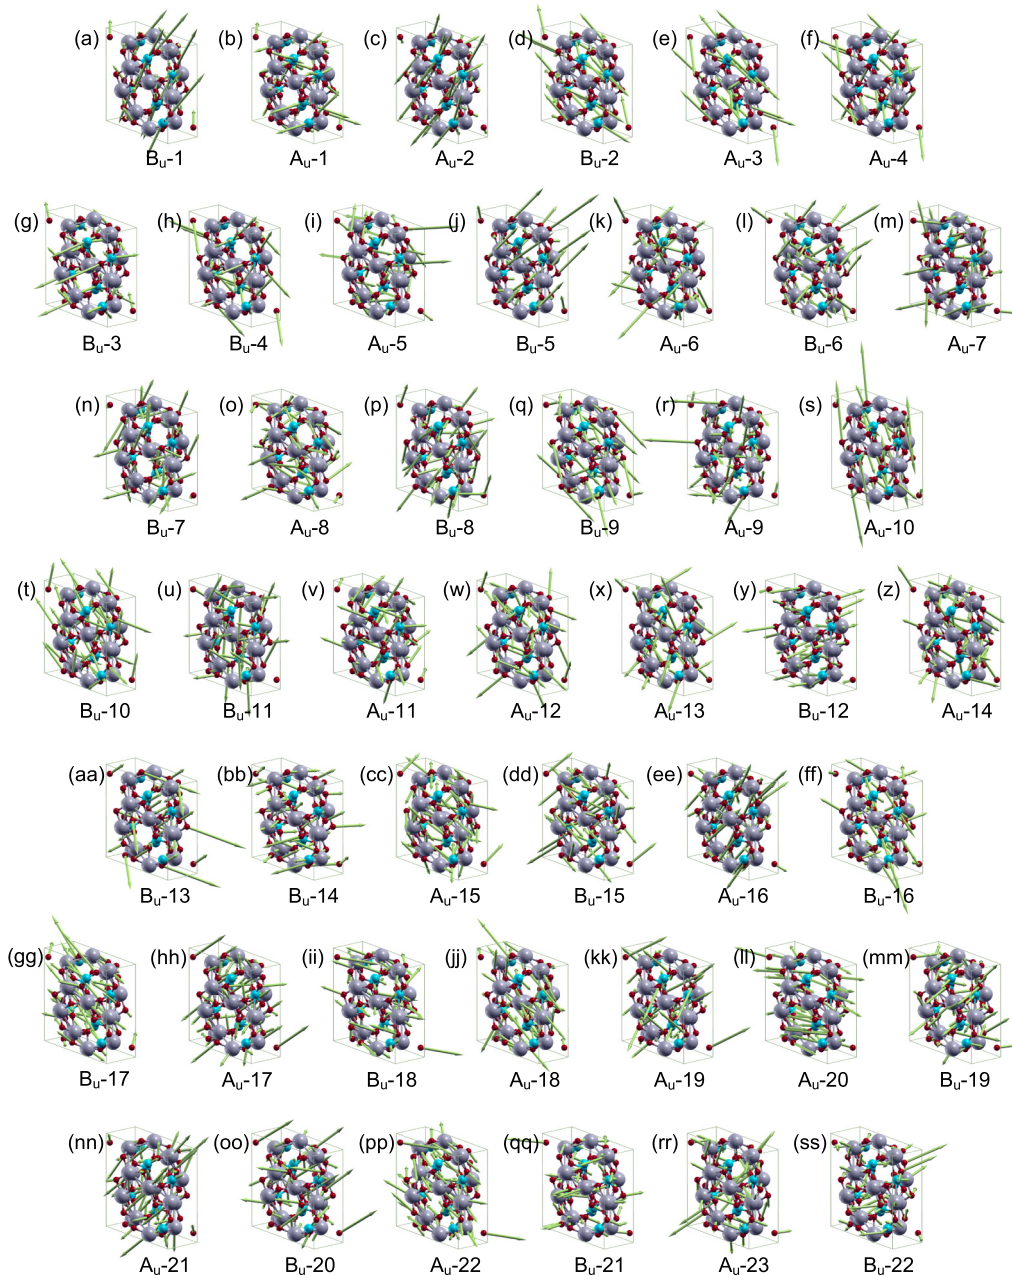 (a) (b) (c) (d) (e) (f)
Bu-1 Au-1 Au-2 Bu-2 Au-3 Au-4
(g) (h) (i) (j) (k) (l) (m)
Bu-3 Bu-4 Au-5 Bu-5 Au-6 Bu-6 Au-7
(n) (o) (p) (q) (r) (s)
Bu-7 Au-8 Bu-8 Bu-9 Au-9 Au-10
(t) (u) (v) (w) (x) (y) (z)
Bu-10 Bu-11 Au-11 Au-12 Au-13 Bu-12 Au-14
(aa) (bb) (cc) (dd) (ee) (ff)
Bu-13 Bu-14 Au-15 Bu-15 Au-16 Bu-16
(gg) (hh) (ii) (jj) (kk) (ll) (mm)
Bu-17 Au-17 Bu-18 Au-18 Au-19 Au-20 Bu-19
(nn) (oo) (pp) (qq) (rr) (ss)
Au-21 Bu-20 Au-22 Bu-21 Au-23 Bu-22